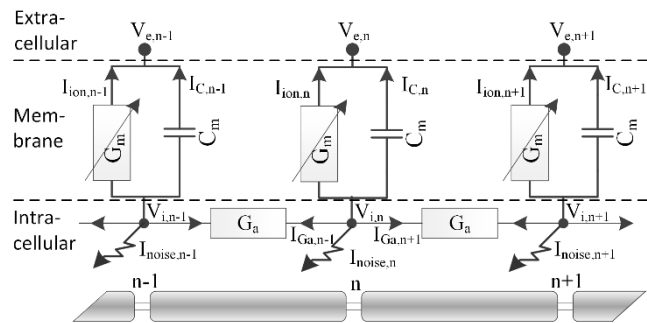 Extra-
cellular
V_e,n-1
V_e,n
V_e,n+1
I_ion,n-1
I_C,n-1
I_ion,n
I_C,n
I_ion,n+1
I_C,n+1
Mem-
brane
G_m
C_m
G_m
C_m
G_m
C_m
Intra-
cellular
V_i,n-1
V_i,n
V_i,n+1
G_a
G_a
I_Ga,n-1
I_Ga,n+1
I_noise,n-1
I_noise,n
I_noise,n+1
n-1
n
n+1